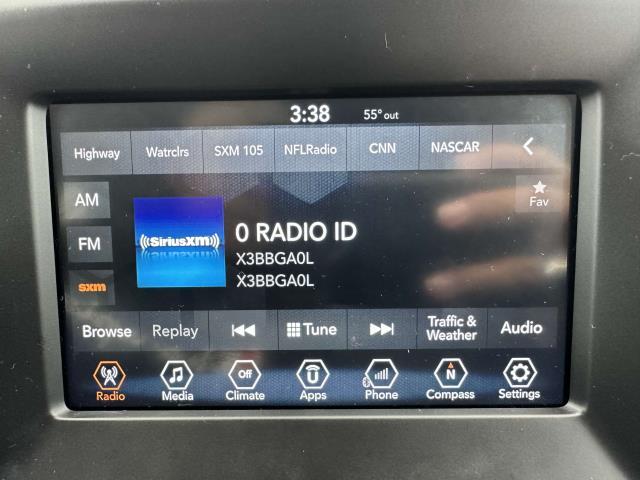 3:38 55° out
Highway Watrclrs SXM 105 NFLRadio CNN NASCAR
AM
Fav
((SiriusXM))
0 RADIO ID
FM
X3BBGA0L
X3BBGA0L
sxm
Browse Replay Tune Traffic & Weather Audio
Off
N
Radio Media Climate Apps Phone Compass Settings